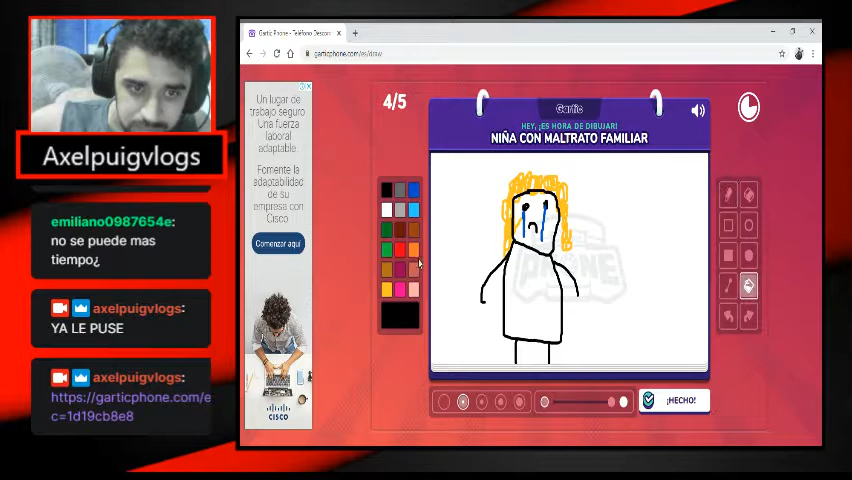 Gartic Phone - Teléfono Descom
garticphone.com/es/draw
Axelpuigvlogs
emiliano0987654e:
no se puede mas
tiempo¿
axelpuigvlogs:
YA LE PUSE
axelpuigvlogs:
https://garticphone.com/e
c=1d19cb8e8
Un lugar de
trabajo seguro
Una fuerza
laboral
adaptable.
Fomente la
adaptabilidad
de su
empresa con
Cisco
Comenzar aquí
CISCO
4/5
Gartic
HEY, ¡ES HORA DE DIBUJAR!
NIÑA CON MALTRATO FAMILIAR
PHONE
¡HECHO!